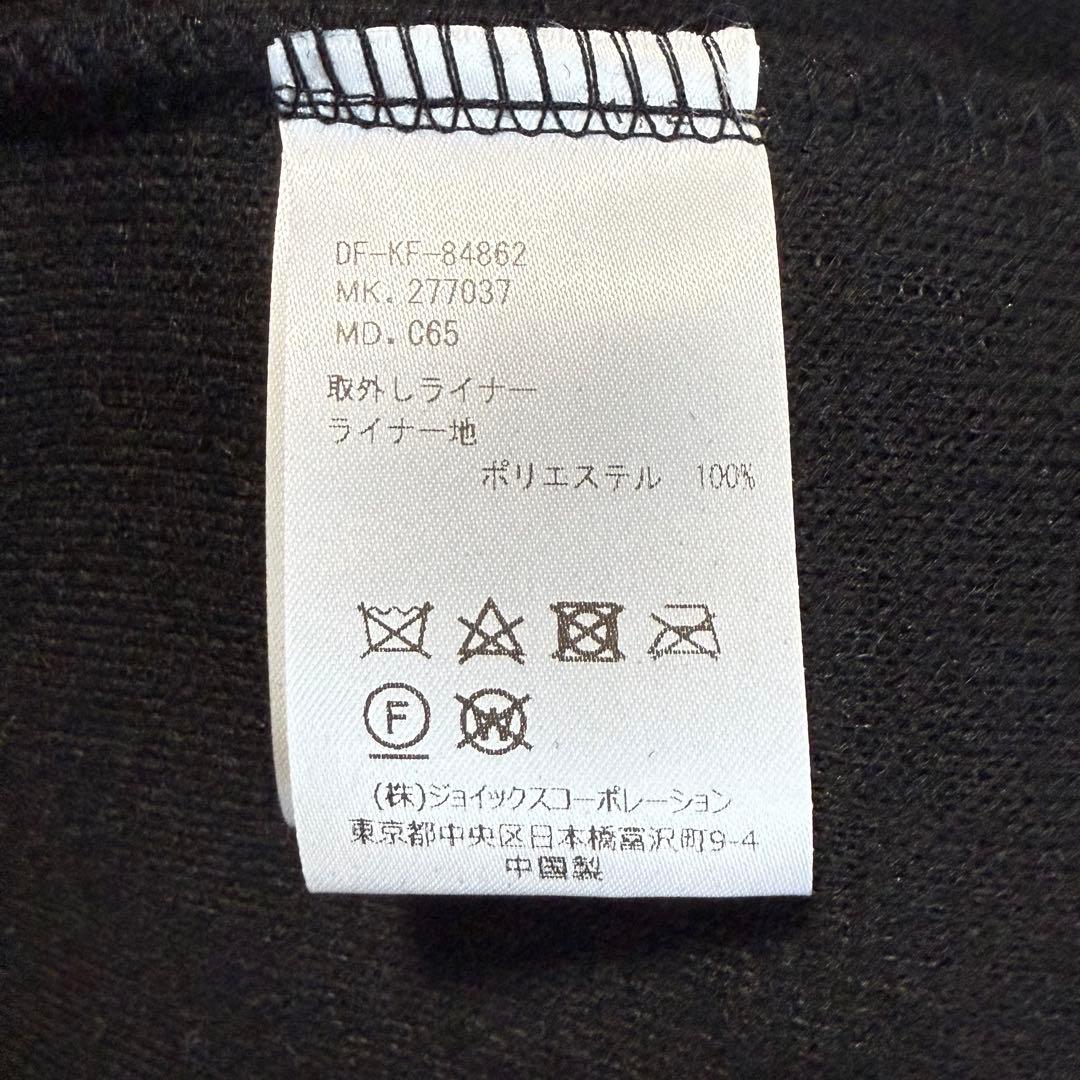 DF-KF-84862
MK. 277037
MD. C65
取外しライナー
ライナー地
ポリエステル 100%
F
W
(株)ジョイックスコーポレーション
東京都中央区日本橋富沢町9-4
中国製